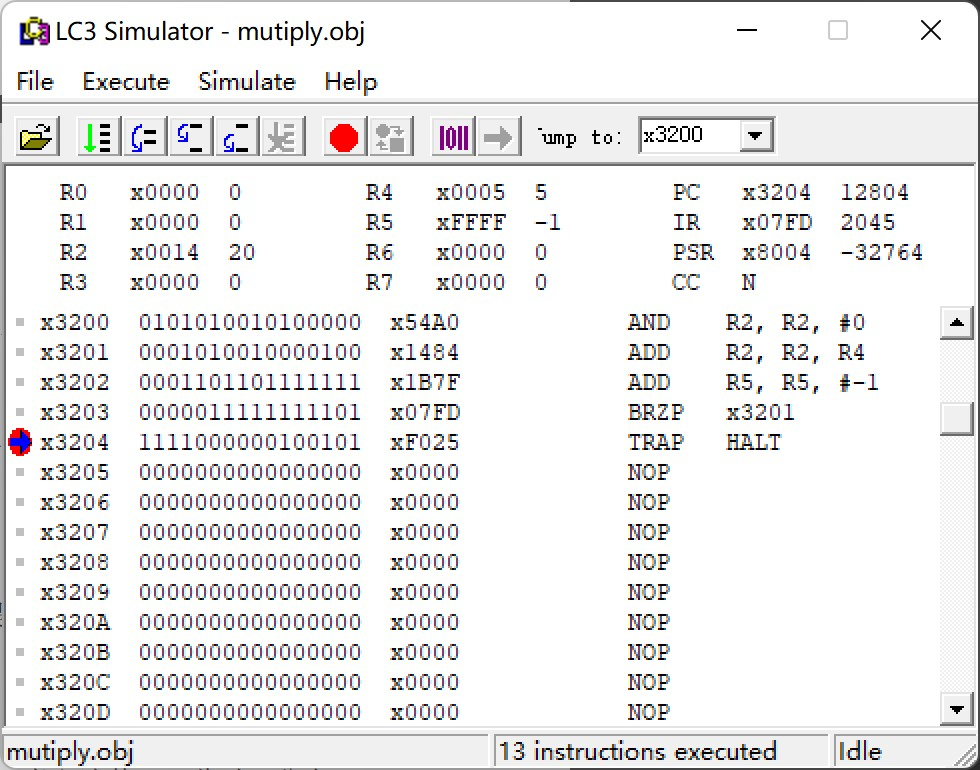 LC3 Simulator - mutiply.obj
File Execute Simulate Help
Jump to: x3200
R0 x0000 0 R4 x0005 5 PC x3204 12804
R1 x0000 0 R5 xFFFF -1 IR x07FD 2045
R2 x0014 20 R6 x0000 0 PSR x8004 -32764
R3 x0000 0 R7 x0000 0 CC N
x3200 0101010010100000 x54A0 AND R2, R2, #0
x3201 0001010010000100 x1484 ADD R2, R2, R4
x3202 0001101101111111 x1B7F ADD R5, R5, #-1
x3203 0000011111111101 x07FD BRZP x3201
x3204 1111000000100101 xF025 TRAP HALT
x3205 0000000000000000 x0000 NOP
x3206 0000000000000000 x0000 NOP
x3207 0000000000000000 x0000 NOP
x3208 0000000000000000 x0000 NOP
x3209 0000000000000000 x0000 NOP
x320A 0000000000000000 x0000 NOP
x320B 0000000000000000 x0000 NOP
x320C 0000000000000000 x0000 NOP
x320D 0000000000000000 x0000 NOP
mutiply.obj 13 instructions executed Idle